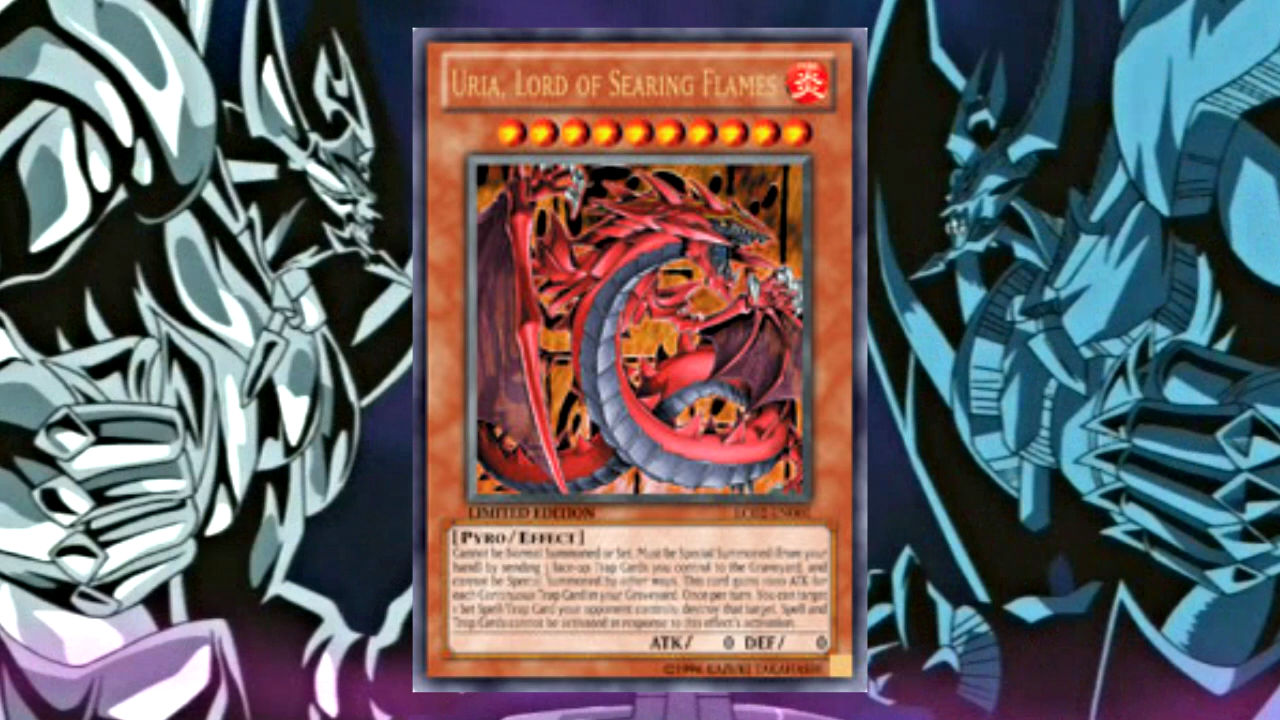 URIA, LORD OF SEARING FLAMES 炎
LIMITED EDITION
[PYRO/EFFECT]
Cannot be Normal Summoned or Set. Must be Special Summoned (from your
hand) by sending 3 face-up Trap Cards you control to the Graveyard, and
cannot be Special Summoned by other ways. This card gains 1000 ATK for
each Continuous Trap Card in your Graveyard. Once per turn: You can target
1 Set Spell/Trap Card your opponent controls; destroy that target. Spell and
Trap Cards cannot be activated in response to this effect's activation.
ATK/ 0 DEF/ 0
©1996 KAZUKI TAKAHASHI